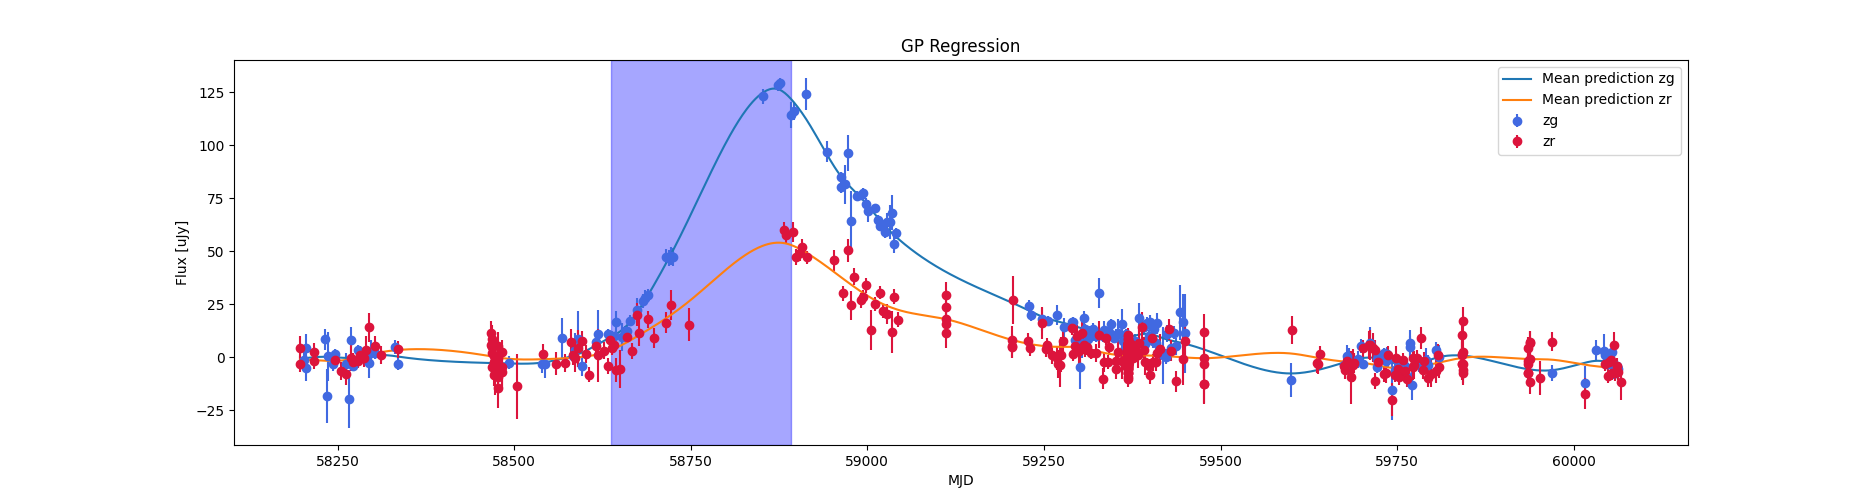 GP Regression
Flux [uJy]
125
100
75
50
25
0
−25
58250 58500 58750 59000 59250 59500 59750 60000
MJD
Mean prediction zg
Mean prediction zr
zg
zr